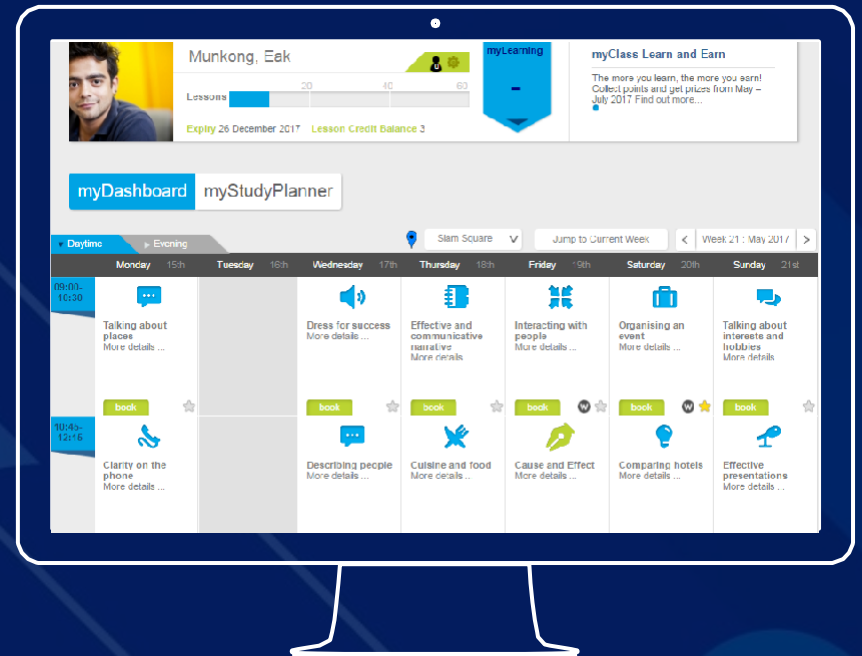 Munkong, Eak
20 40 60
Lessons
Expiry 26 December 2017 Lesson Credit Balance 3
myLearning
-
myClass Learn and Earn
The more you learn, the more you earn!
Collect points and get prizes from May –
July 2017 Find out more...
myDashboard myStudyPlanner
Daytime Evening
Siam Square
Jump to Current Week
< Week 21 : May 2017 >
Monday 15th Tuesday 16th Wednesday 17th Thursday 18th Friday 19th Saturday 20th Sunday 21st
09:00-
10:30
Talking about
places
More details ...
book
Dress for success
More details ...
book
Effective and
communicative
narrative
More details
book
Interacting with
people
More details ...
book W
Organising an
event
More details ...
book W
Talking about
interests and
hobbies
More details
book
10:45-
12:15
Clarity on the
phone
More details ...
Describing people
More details ...
Cuisine and food
More details ...
Cause and Effect
More details ...
Comparing hotels
More details ...
Effective
presentations
More details ...